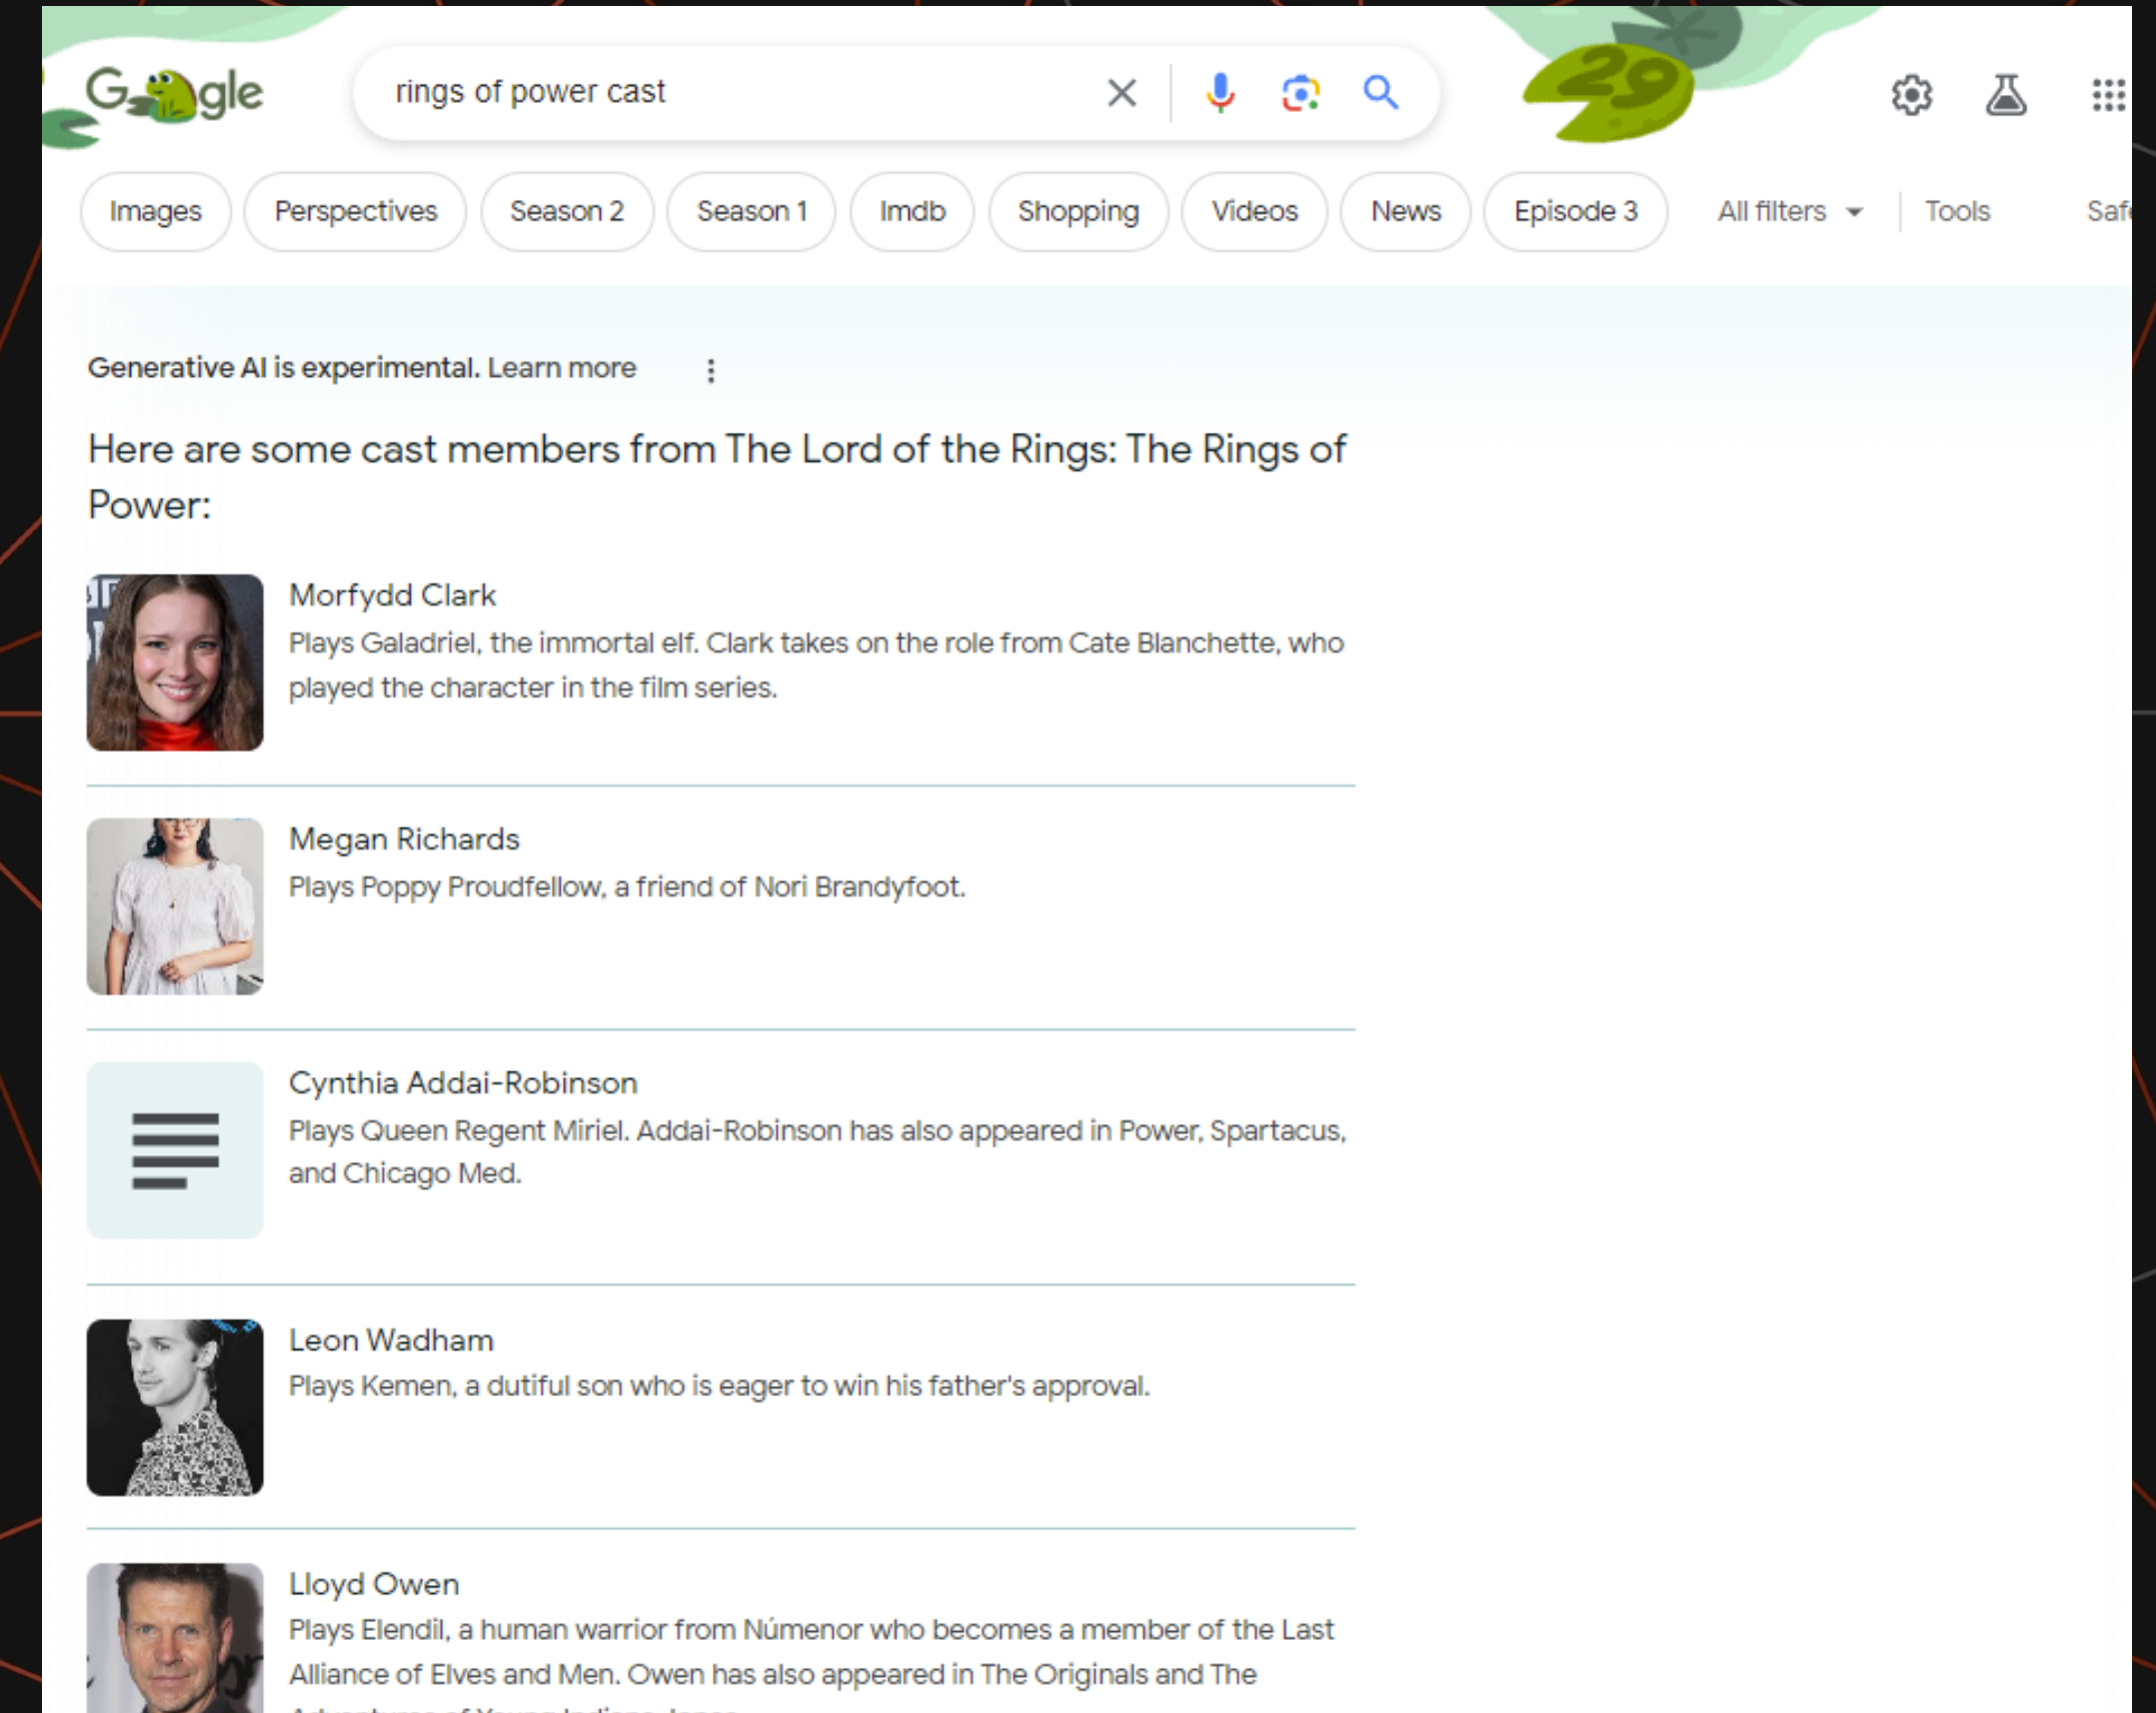 Google
rings of power cast
29
Images Perspectives Season 2 Season 1 Imdb Shopping Videos News Episode 3 All filters Tools
Generative AI is experimental. Learn more
Here are some cast members from The Lord of the Rings: The Rings of
Power:
Morfydd Clark
Plays Galadriel, the immortal elf. Clark takes on the role from Cate Blanchette, who
played the character in the film series.
Megan Richards
Plays Poppy Proudfellow, a friend of Nori Brandyfoot.
Cynthia Addai-Robinson
Plays Queen Regent Miriel. Addai-Robinson has also appeared in Power, Spartacus,
and Chicago Med.
Leon Wadham
Plays Kemen, a dutiful son who is eager to win his father's approval.
Lloyd Owen
Plays Elendil, a human warrior from Númenor who becomes a member of the Last
Alliance of Elves and Men. Owen has also appeared in The Originals and The